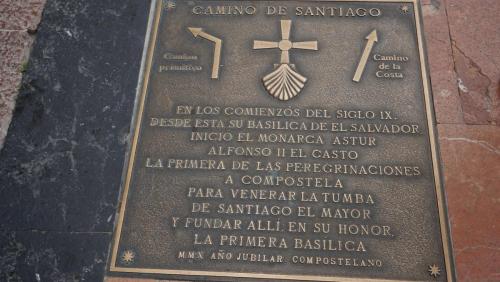 CAMINO DE SANTIAGO
Camino
primitivo
Camino
de la
Costa
EN LOS COMIENZOS DEL SIGLO IX.
DESDE ESTA SU BASILICA DE EL SALVADOR
INICIO EL MONARCA ASTUR
ALFONSO II EL CASTO
LA PRIMERA DE LAS PEREGRINACIONES
A COMPOSTELA
PARA VENERAR LA TUMBA
DE SANTIAGO EL MAYOR
Y FUNDAR ALLÍ, EN SU HONOR,
LA PRIMERA BASÍLICA
MMX AÑO JUBILAR COMPOSTELANO